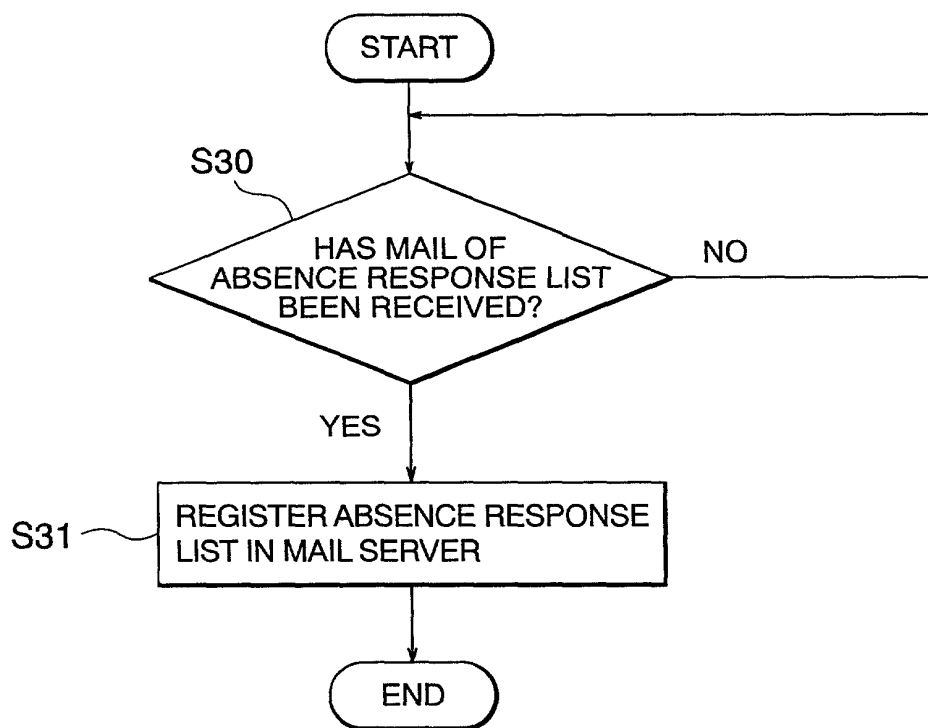 START
S30
HAS MAIL OF
ABSENCE RESPONSE LIST
BEEN RECEIVED?
NO
YES
S31
REGISTER ABSENCE RESPONSE
LIST IN MAIL SERVER
END